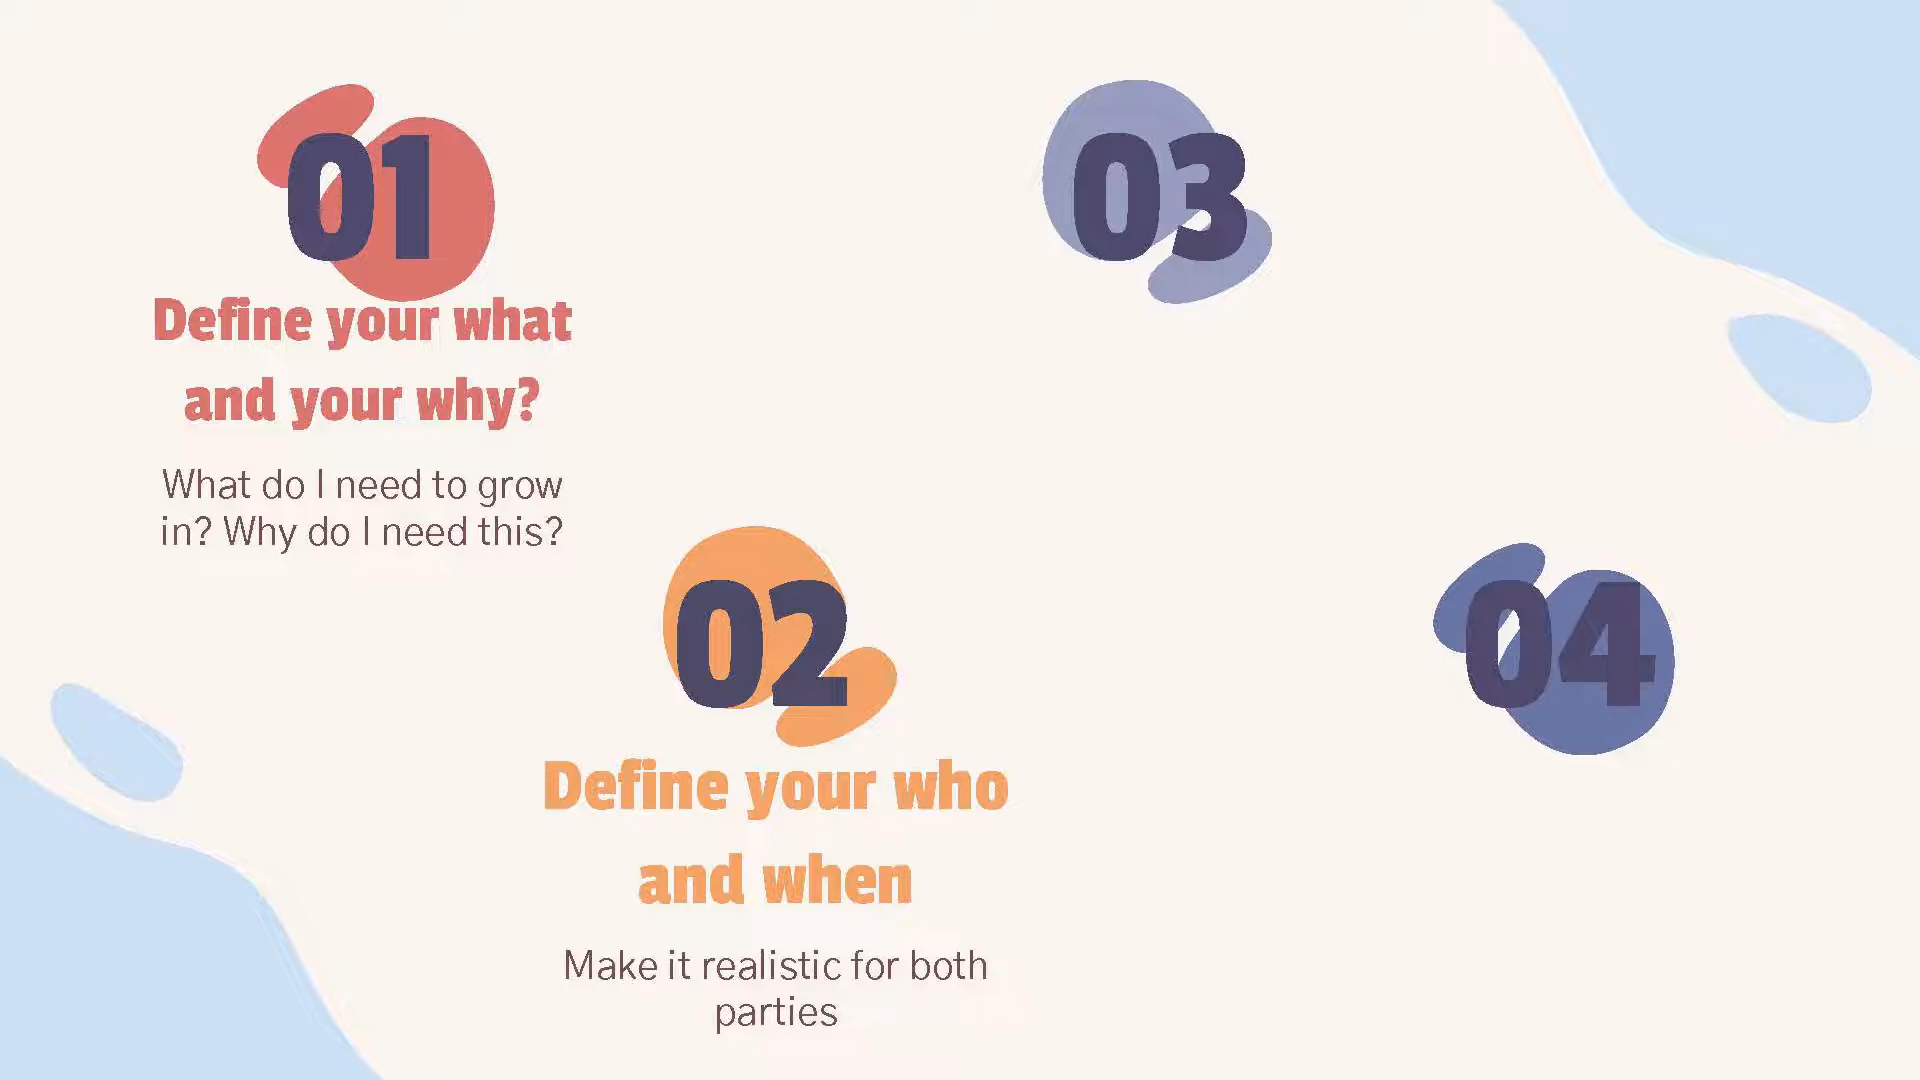 01
Define your what
and your why?
What do I need to grow
in? Why do I need this?
02
Define your who
and when
Make it realistic for both
parties
03
04